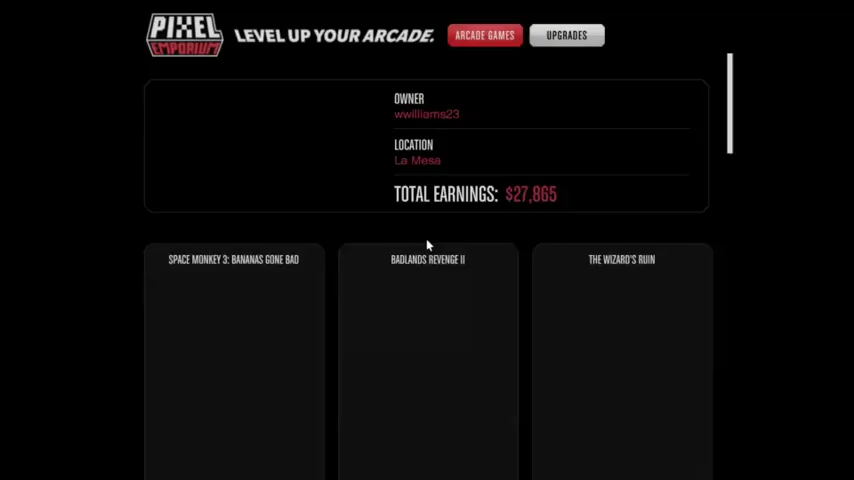 PIXEL
EMPORIUM
LEVEL UP YOUR ARCADE.
ARCADE GAMES
UPGRADES
OWNER
wwilliams23
LOCATION
La Mesa
TOTAL EARNINGS: $27,865
SPACE MONKEY 3: BANANAS GONE BAD
BADLANDS REVENGE II
THE WIZARD'S RUIN